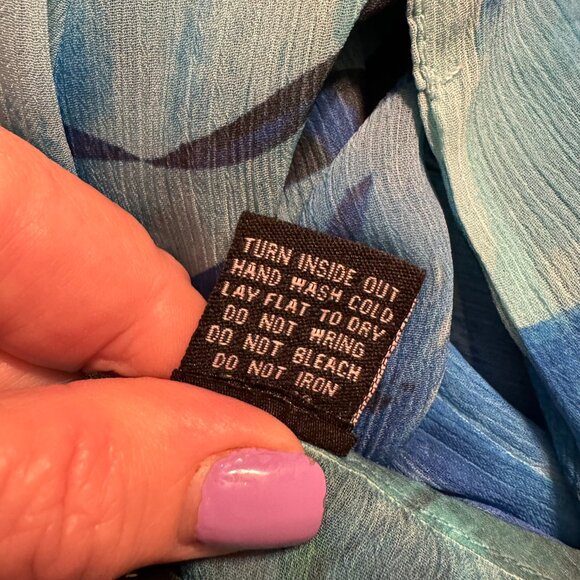 TURN INSIDE OUT
HAND WASH COLD
LAY FLAT TO DRY
DO NOT WRING
DO NOT BLEACH
DO NOT IRON